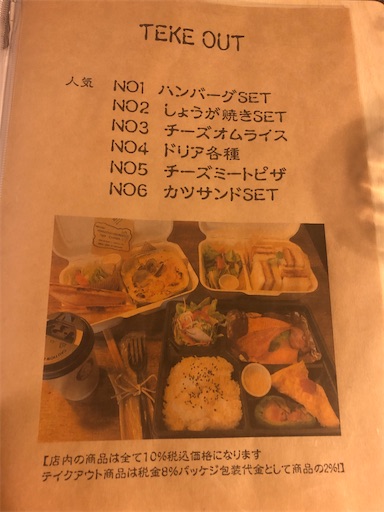 TEKE OUT
人気 NO1 ハンバーグSET
NO2 しょうが焼きSET
NO3 チーズオムライス
NO4 ドリア各種
NO5 チーズミートピザ
NO6 カツサンドSET
【店内の商品は全て10%税込価格になります
テイクアウト商品は税金8%パッケジ包装代金として商品の2%!】